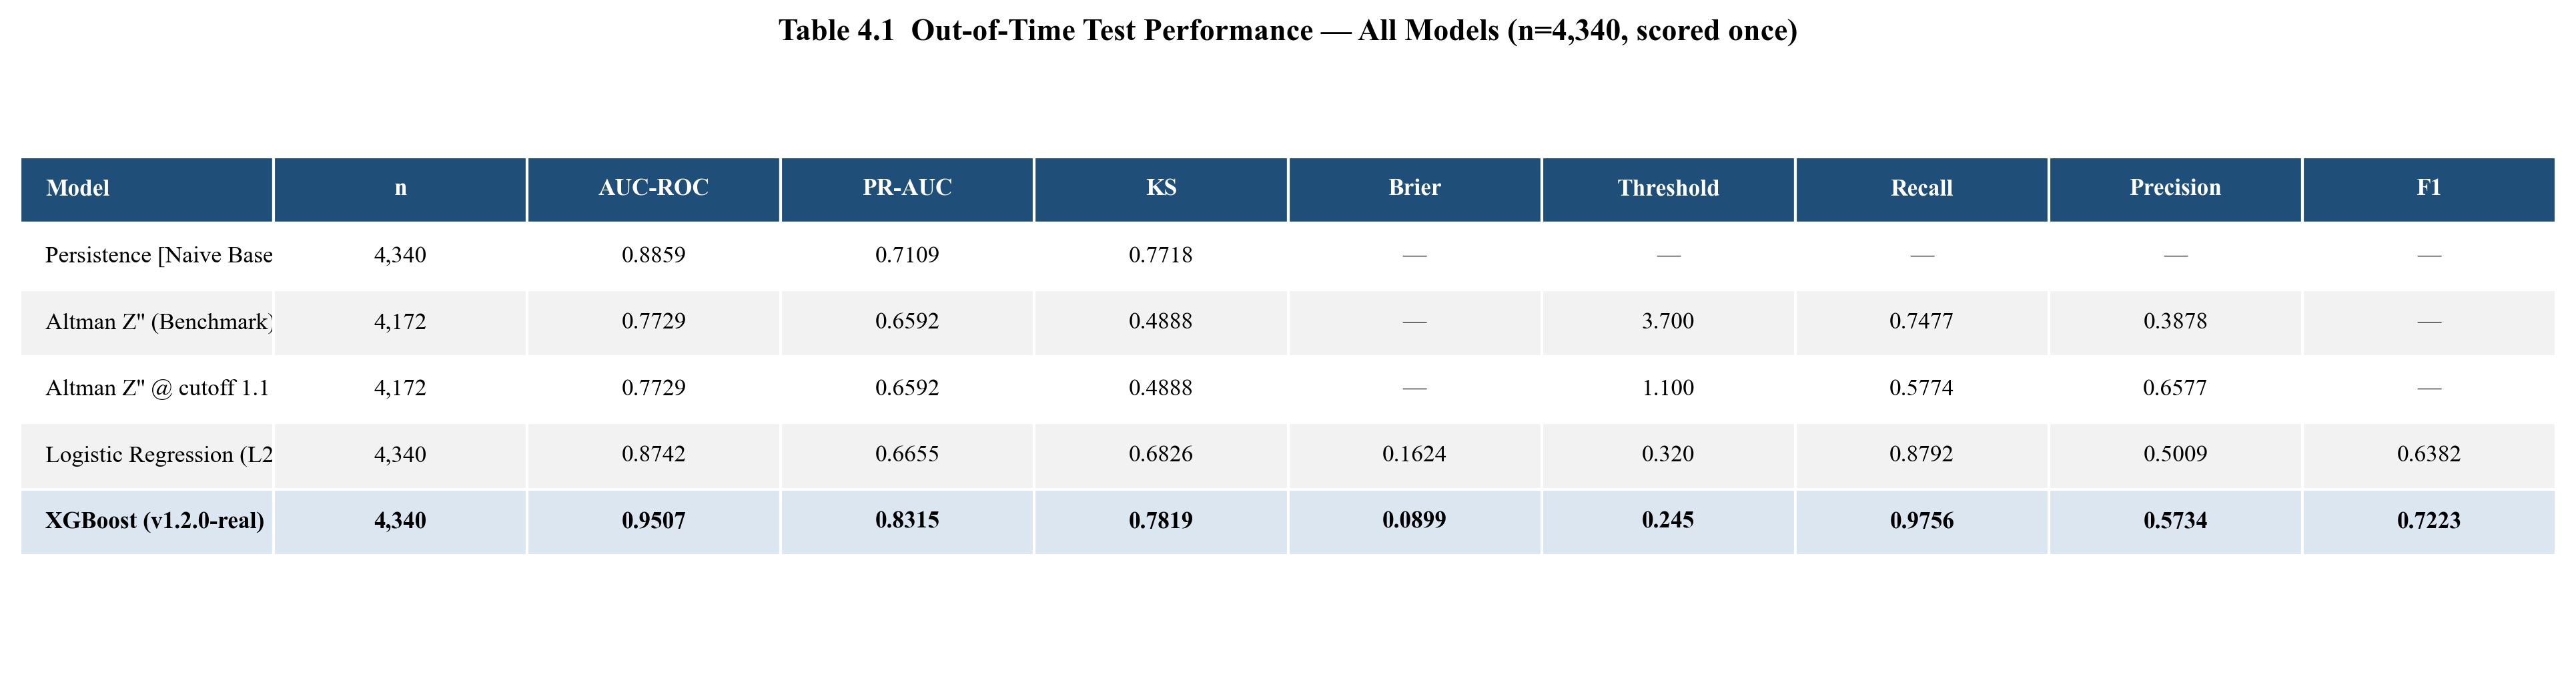 Table 4.1 Out-of-Time Test Performance — All Models (n=4,340, scored once)
Model n AUC-ROC PR-AUC KS Brier Threshold Recall Precision F1
Persistence [Naive Base 4,340 0.8859 0.7109 0.7718 — — — — —
Altman Z'' (Benchmark) 4,172 0.7729 0.6592 0.4888 — 3.700 0.7477 0.3878 —
Altman Z'' @ cutoff 1.1 4,172 0.7729 0.6592 0.4888 — 1.100 0.5774 0.6577 —
Logistic Regression (L2 4,340 0.8742 0.6655 0.6826 0.1624 0.320 0.8792 0.5009 0.6382
XGBoost (v1.2.0-real) 4,340 0.9507 0.8315 0.7819 0.0899 0.245 0.9756 0.5734 0.7223